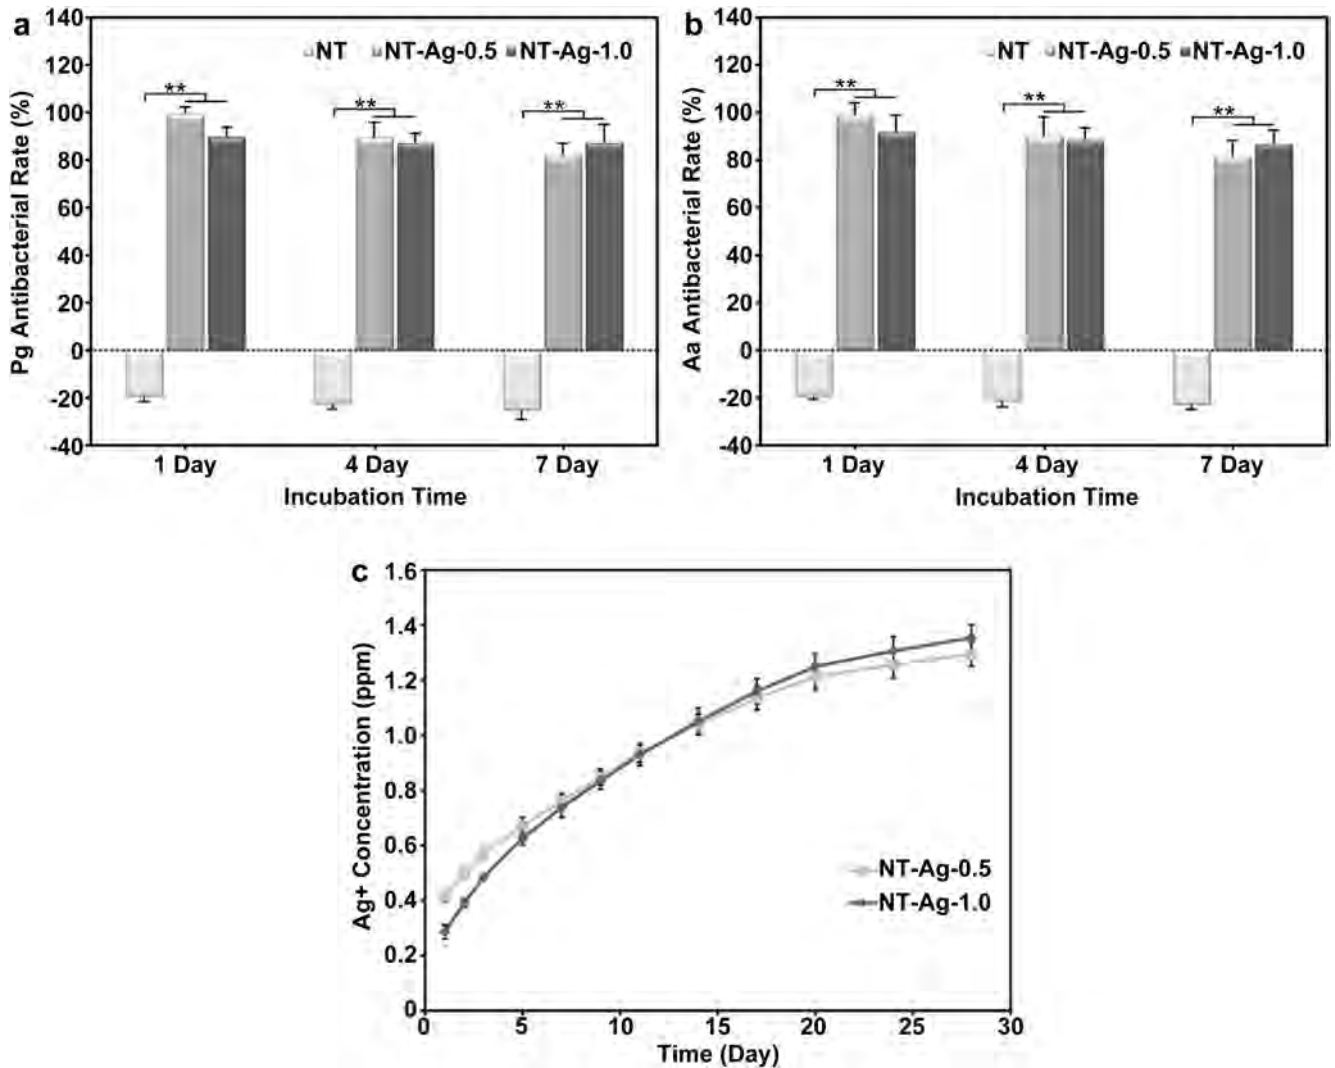 a
NT NT-Ag-0.5 NT-Ag-1.0
Pg Antibacterial Rate (%)
140
120
100
80
60
40
20
0
-20
-40
**
**
**
1 Day 4 Day 7 Day
Incubation Time
b
NT NT-Ag-0.5 NT-Ag-1.0
Aa Antibacterial Rate (%)
140
120
100
80
60
40
20
0
-20
-40
**
**
**
1 Day 4 Day 7 Day
Incubation Time
c
Ag+ Concentration (ppm)
1.6
1.4
1.2
1.0
0.8
0.6
0.4
0.2
0
NT-Ag-0.5
NT-Ag-1.0
0 5 10 15 20 25 30
Time (Day)